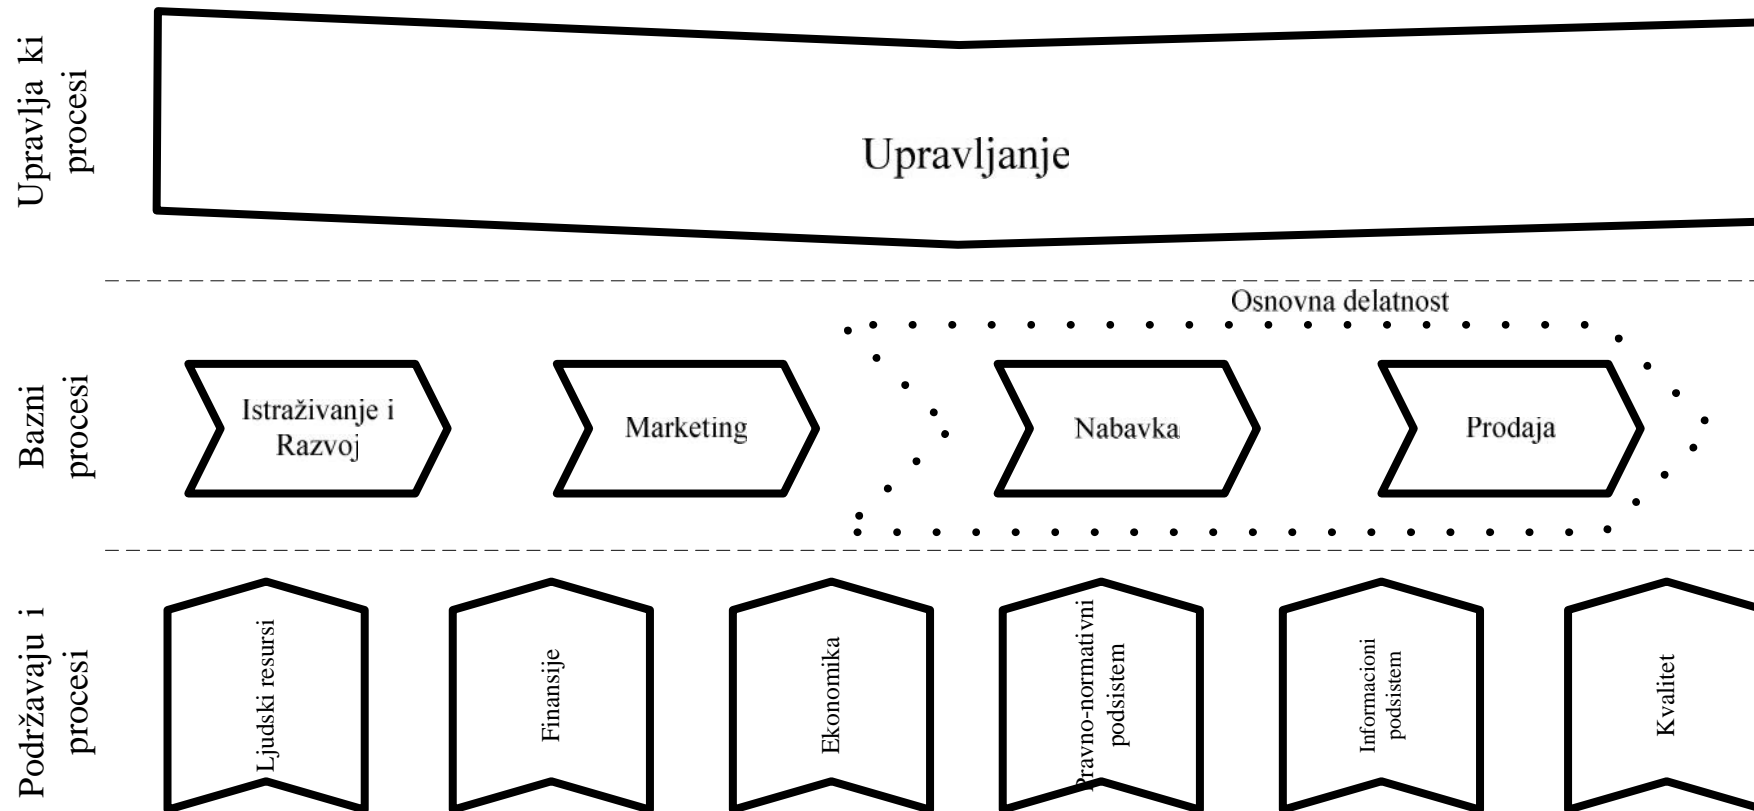 Upravlja ki
procesi
Upravljanje
Osnovna delatnost
Bazni
procesi
Istraživanje i
Razvoj
Marketing
Nabavka
Prodaja
Podržavaju i
procesi
Ljudski resursi
Finansije
Ekonomika
Pravno-normativni
podsistem
Informacioni
podsistem
Kvalitet